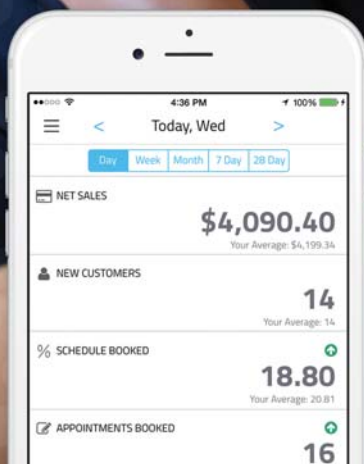 4:36 PM 100%
Today, Wed
Day Week Month 7 Day 28 Day
NET SALES
$4,090.40
Your Average: $4,199.34
NEW CUSTOMERS
14
Your Average: 14
% SCHEDULE BOOKED
18.80
Your Average: 20.81
APPOINTMENTS BOOKED
16